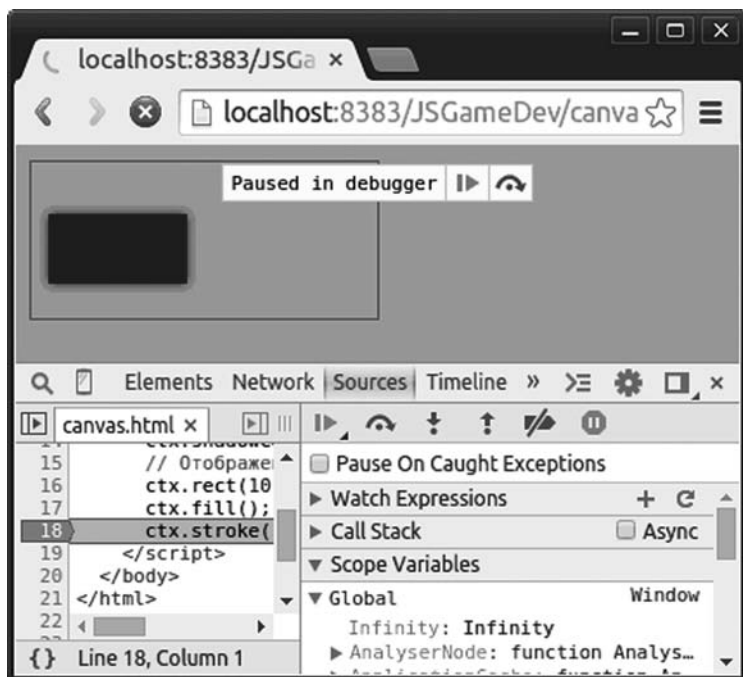 localhost:8383/JSGa ×
localhost:8383/JSGameDev/canva
Paused in debugger
Elements Network Sources Timeline »
canvas.html ×
15 // Отображе
16 ctx.rect(10
17 ctx.fill();
18 ctx.stroke(
19 </script>
20 </body>
21 </html>
22
{} Line 18, Column 1
Pause On Caught Exceptions
Watch Expressions
Call Stack Async
Scope Variables
Global Window
Infinity: Infinity
AnalyserNode: function Analys…